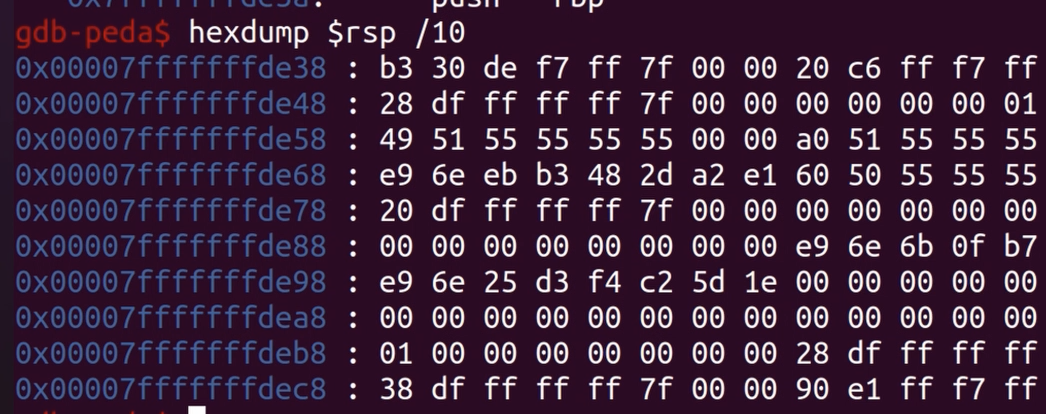 gdb-peda$ hexdump $rsp /10
0x00007fffffffde38 : b3 30 de f7 ff 7f 00 00 20 c6 ff f7 ff
0x00007fffffffde48 : 28 df ff ff ff 7f 00 00 00 00 00 00 01
0x00007fffffffde58 : 49 51 55 55 55 55 00 00 a0 51 55 55 55
0x00007fffffffde68 : e9 6e eb b3 48 2d a2 e1 60 50 55 55 55
0x00007fffffffde78 : 20 df ff ff ff 7f 00 00 00 00 00 00 00
0x00007fffffffde88 : 00 00 00 00 00 00 00 00 e9 6e 6b 0f b7
0x00007fffffffde98 : e9 6e 25 d3 f4 c2 5d 1e 00 00 00 00 00
0x00007fffffffdea8 : 00 00 00 00 00 00 00 00 00 00 00 00 00
0x00007fffffffdeb8 : 01 00 00 00 00 00 00 00 28 df ff ff ff
0x00007fffffffdec8 : 38 df ff ff ff 7f 00 00 90 e1 ff f7 ff